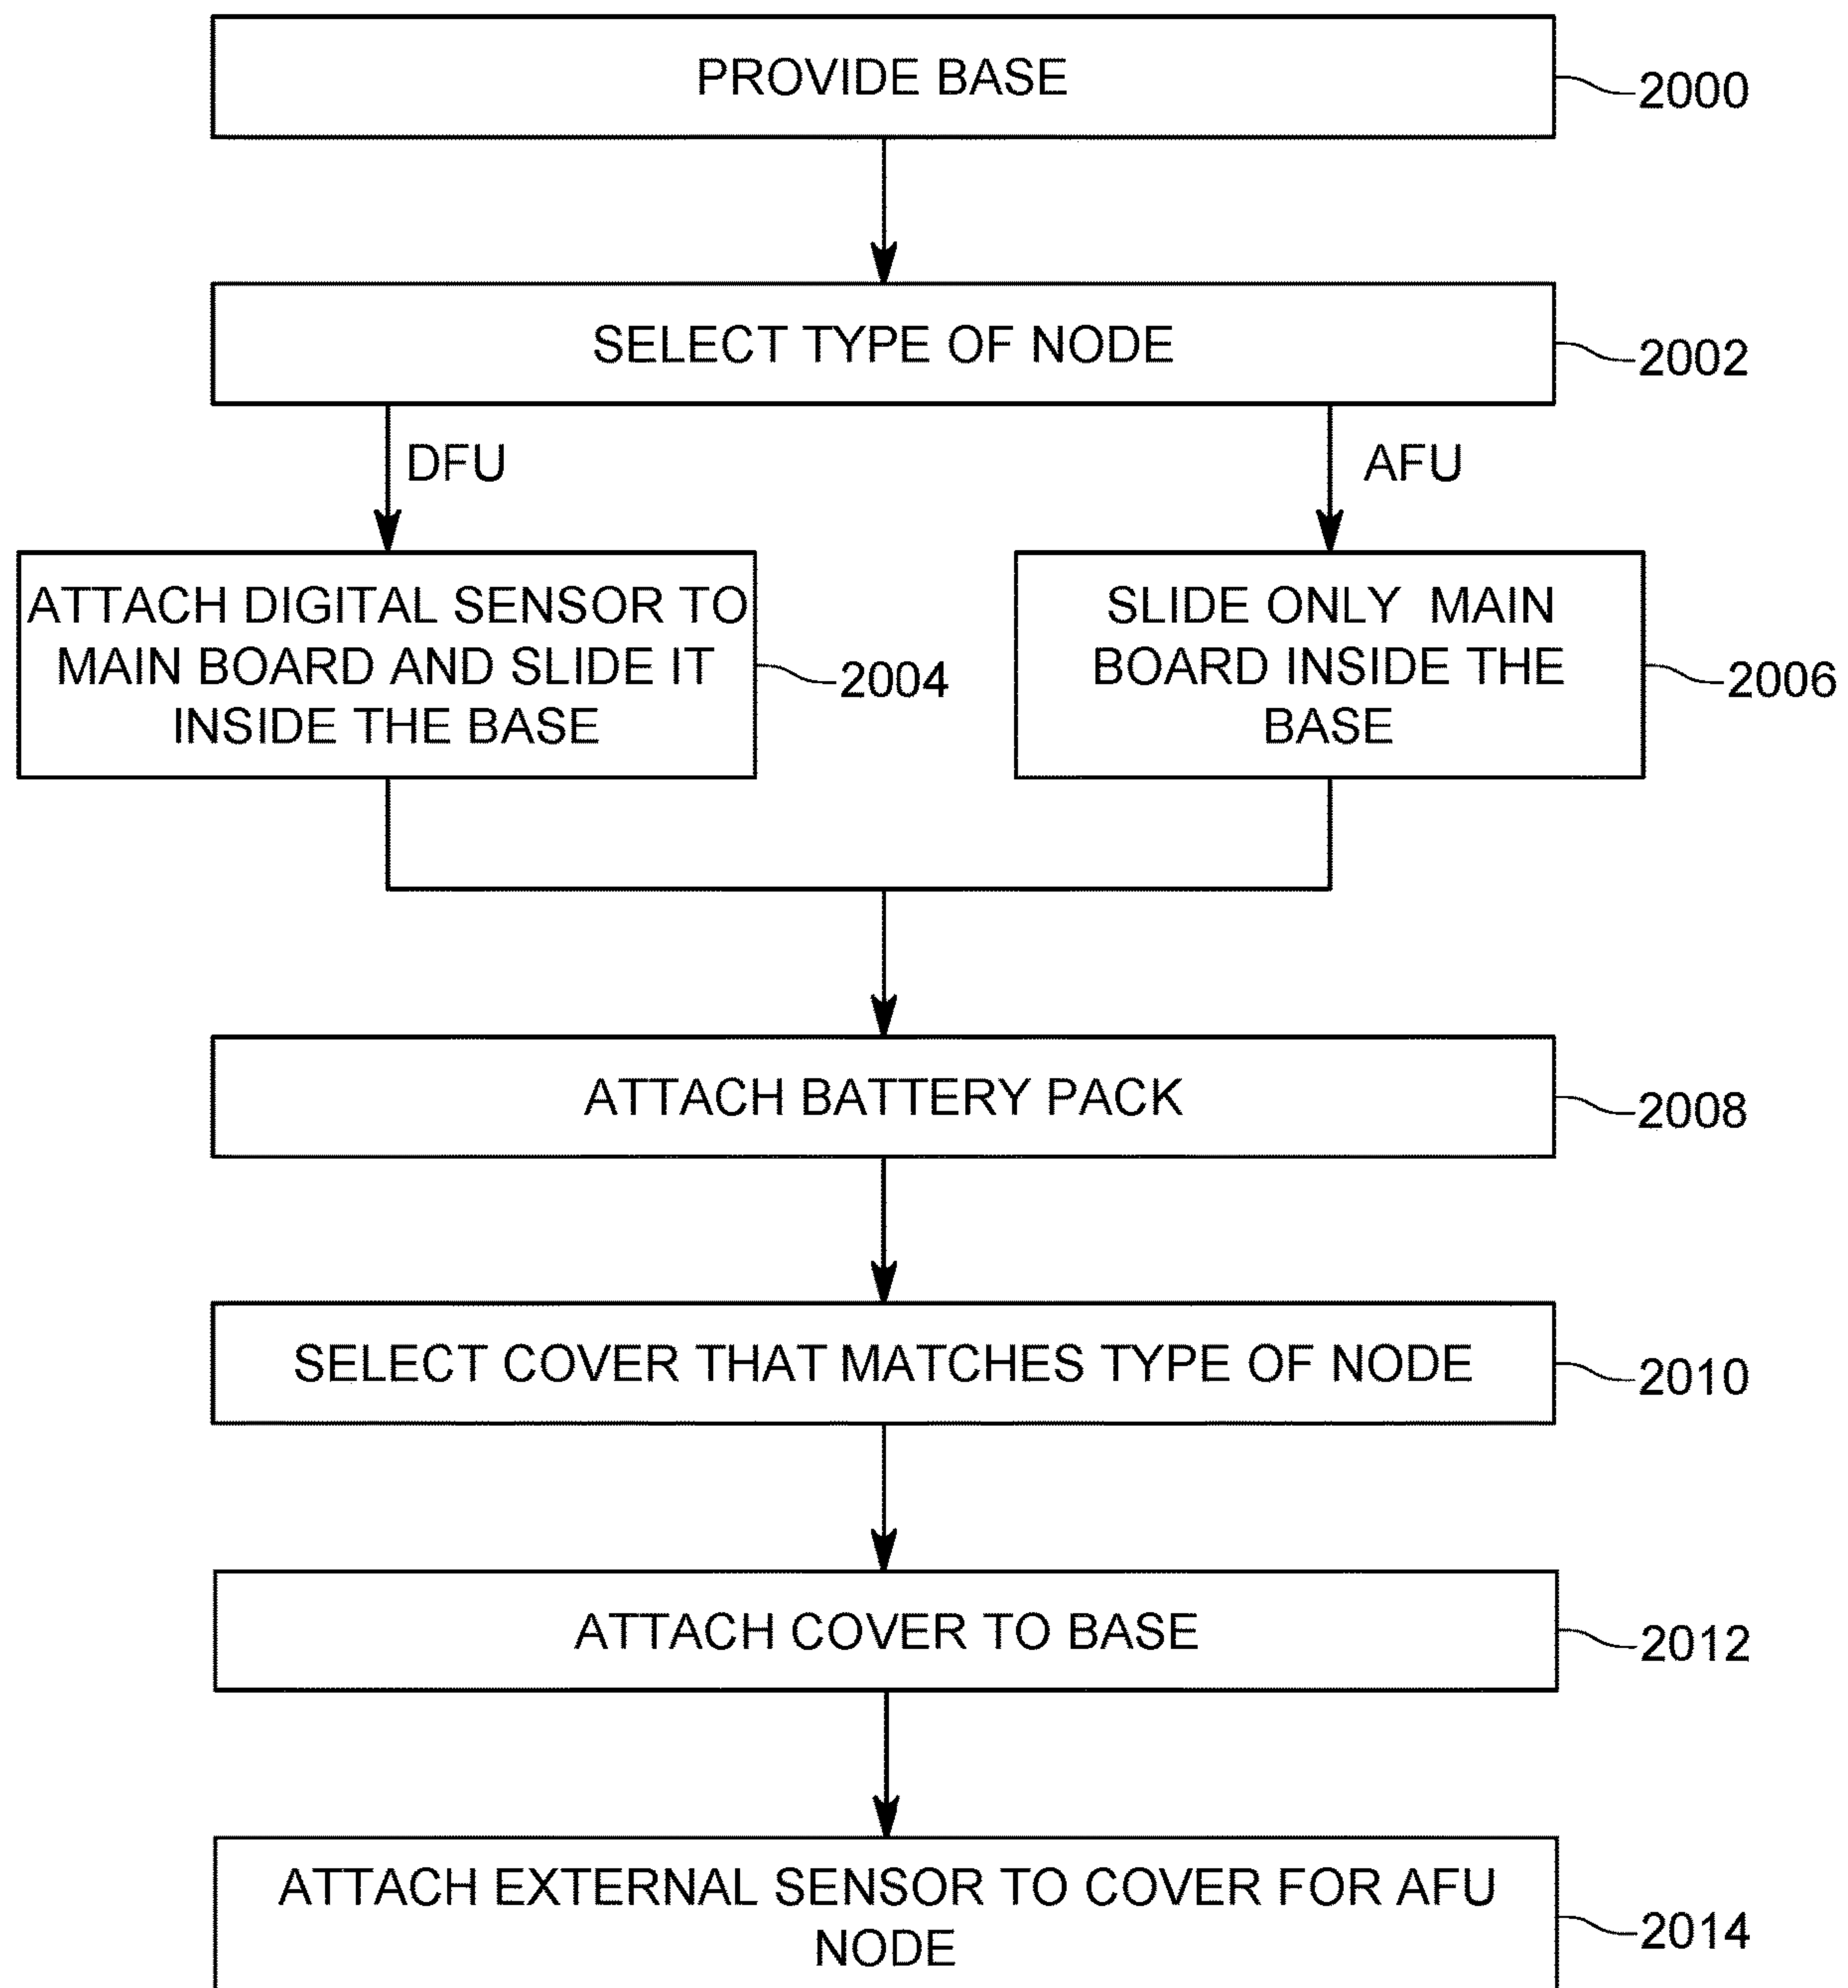 PROVIDE BASE
2000
SELECT TYPE OF NODE
2002
DFU
AFU
ATTACH DIGITAL SENSOR TO
MAIN BOARD AND SLIDE IT
INSIDE THE BASE
2004
SLIDE ONLY MAIN
BOARD INSIDE THE
BASE
2006
ATTACH BATTERY PACK
2008
SELECT COVER THAT MATCHES TYPE OF NODE
2010
ATTACH COVER TO BASE
2012
ATTACH EXTERNAL SENSOR TO COVER FOR AFU
NODE
2014